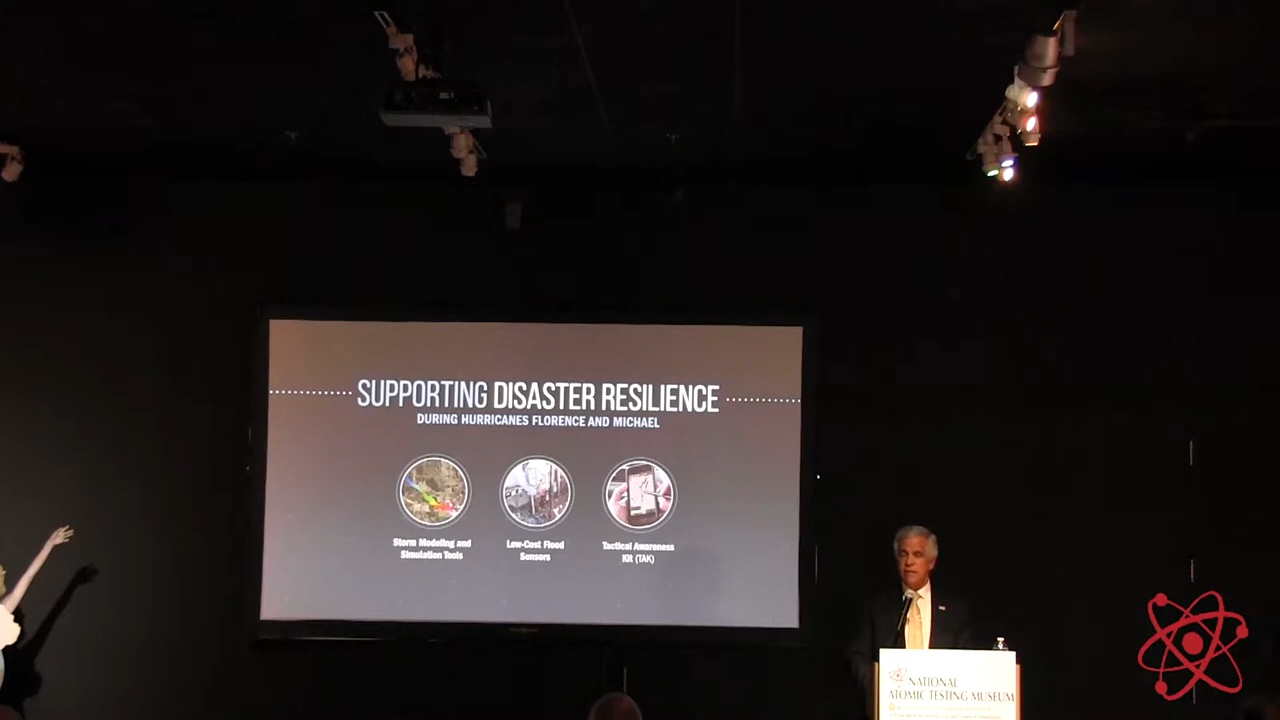 SUPPORTING DISASTER RESILIENCE
DURING HURRICANES FLORENCE AND MICHAEL
Storm Modeling and
Simulation Tools
Low-Cost Flood
Sensors
Tactical Awareness
Kit (TAK)
NATIONAL
ATOMIC TESTING MUSEUM